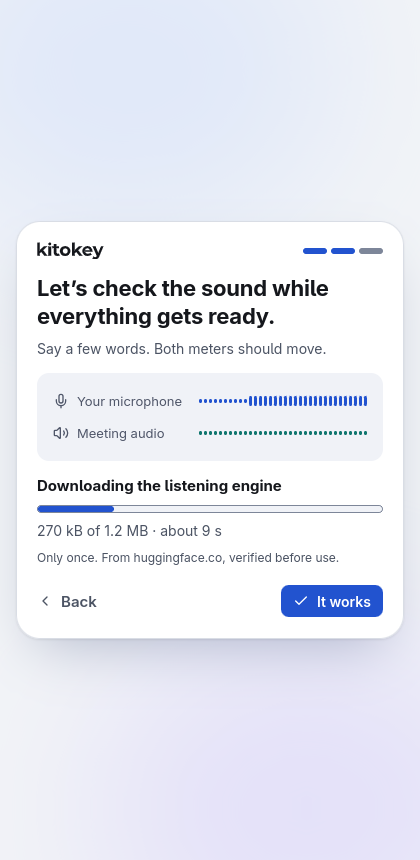 kitokey
Let’s check the sound while
everything gets ready.
Say a few words. Both meters should move.
Your microphone
Meeting audio
Downloading the listening engine
270 kB of 1.2 MB · about 9 s
Only once. From huggingface.co, verified before use.
Back
It works